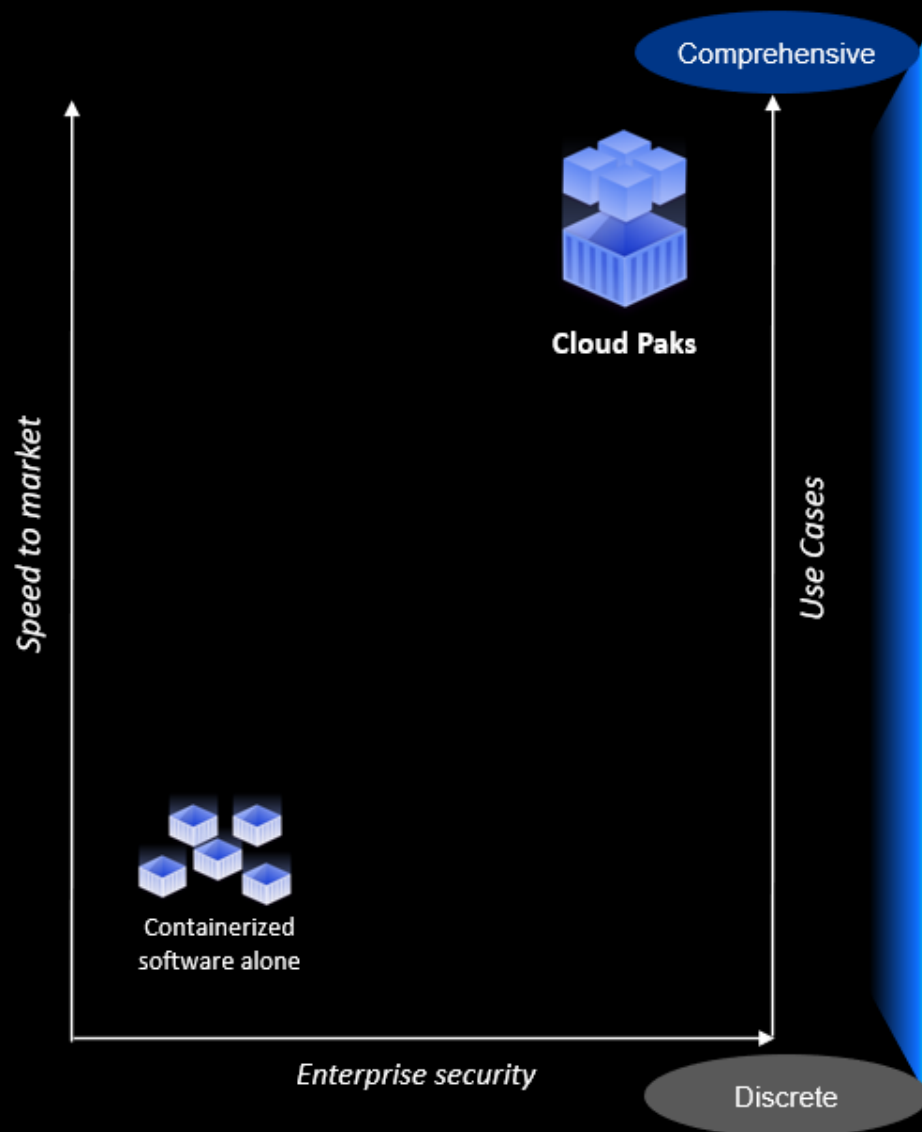 Comprehensive
Cloud Paks
Speed to market
Use Cases
Containerized
software alone
Enterprise security
Discrete